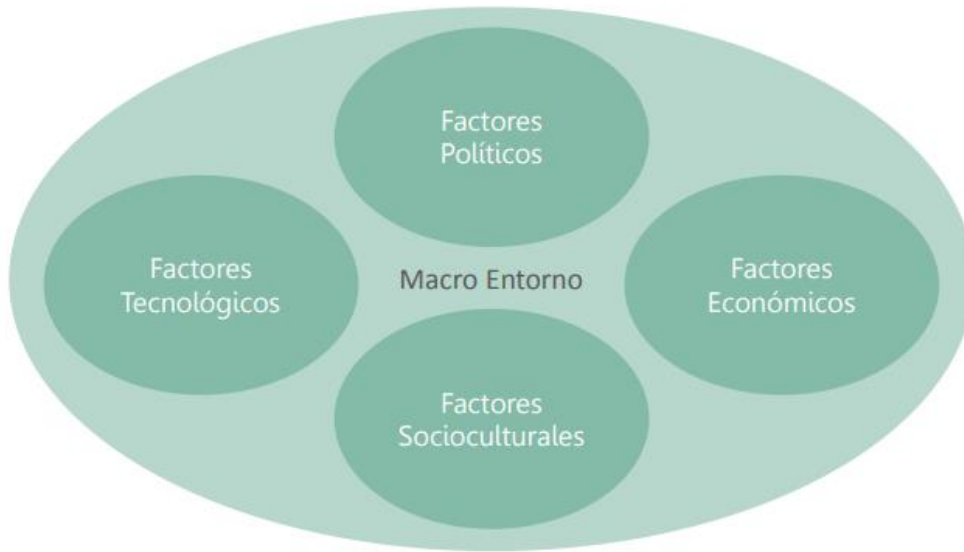 Factores
Políticos
Factores
Tecnológicos
Macro Entorno
Factores
Económicos
Factores
Socioculturales